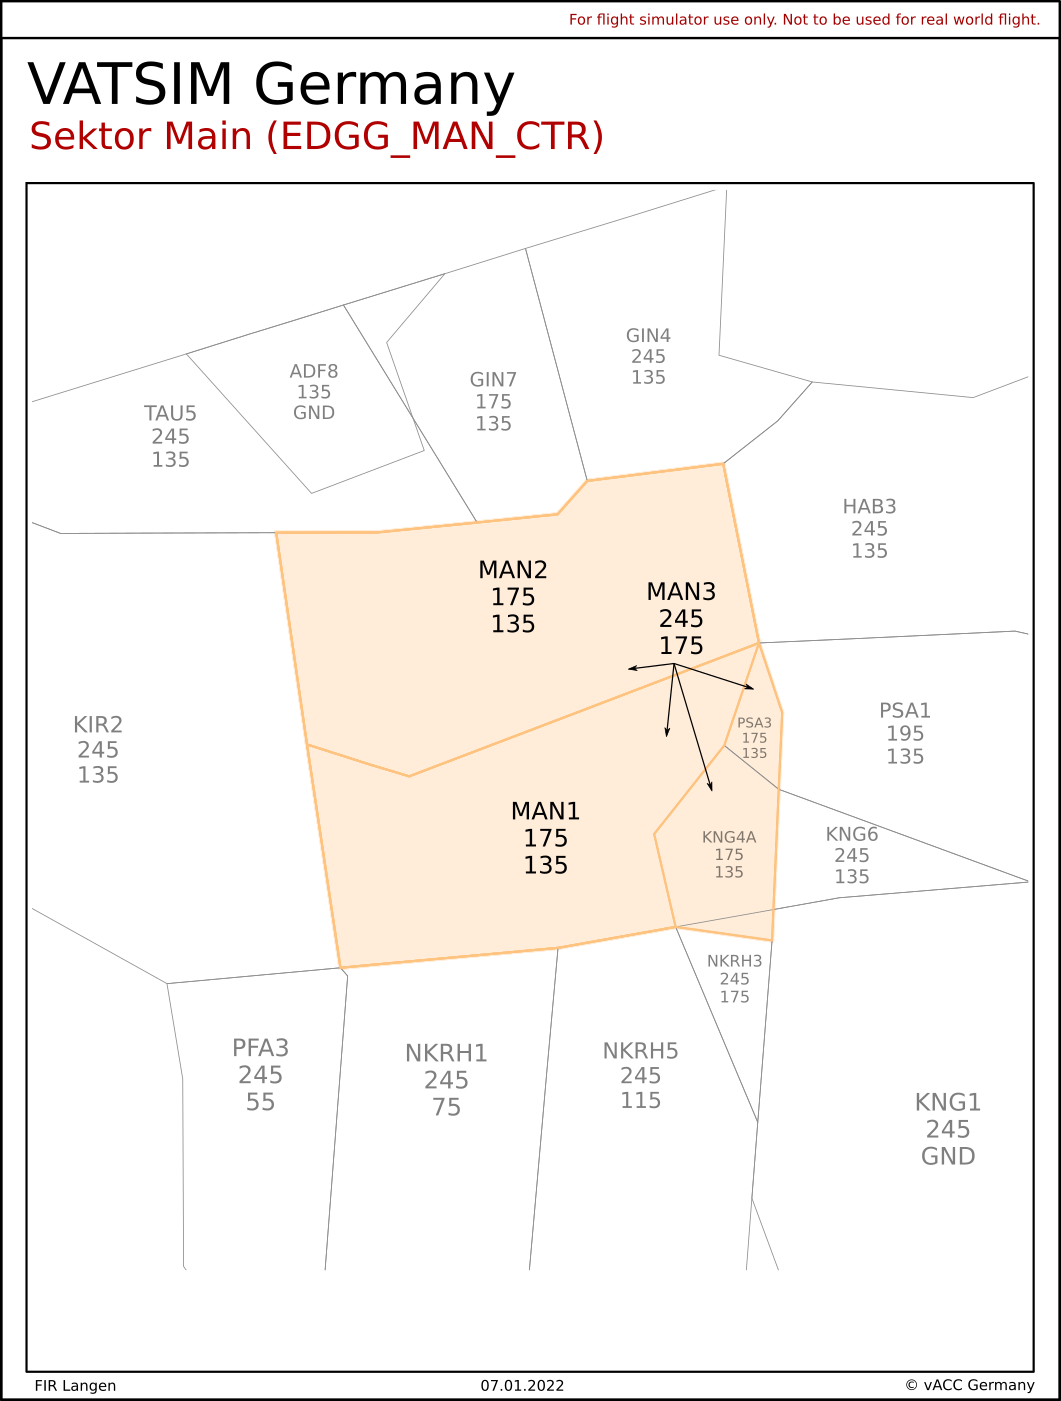 For flight simulator use only. Not to be used for real world flight.
VATSIM Germany
Sektor Main (EDGG_MAN_CTR)
GIN4
245
135
ADF8
135
GND
GIN7
175
135
TAU5
245
135
HAB3
245
135
MAN2
175
135
MAN3
245
175
KIR2
245
135
PSA3
175
135
PSA1
195
135
MAN1
175
135
KNG4A
175
135
KNG6
245
135
NKRH3
245
175
PFA3
245
55
NKRH1
245
75
NKRH5
245
115
KNG1
245
GND
FIR Langen
07.01.2022
© vACC Germany